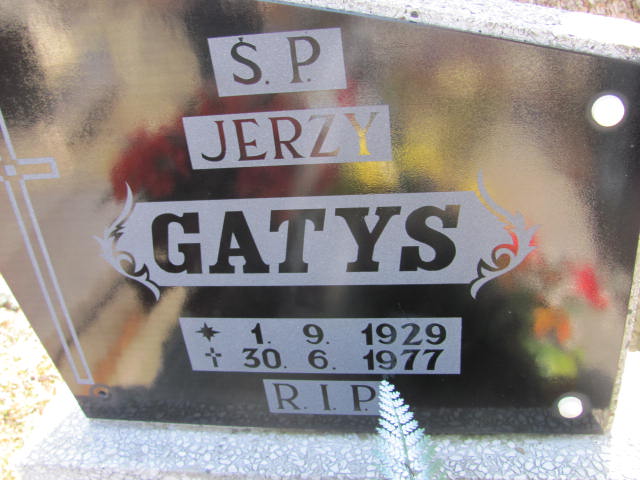 Ś.P.
JERZY
GATYS
* 1. 9. 1929
† 30. 6. 1977
R.I.P.